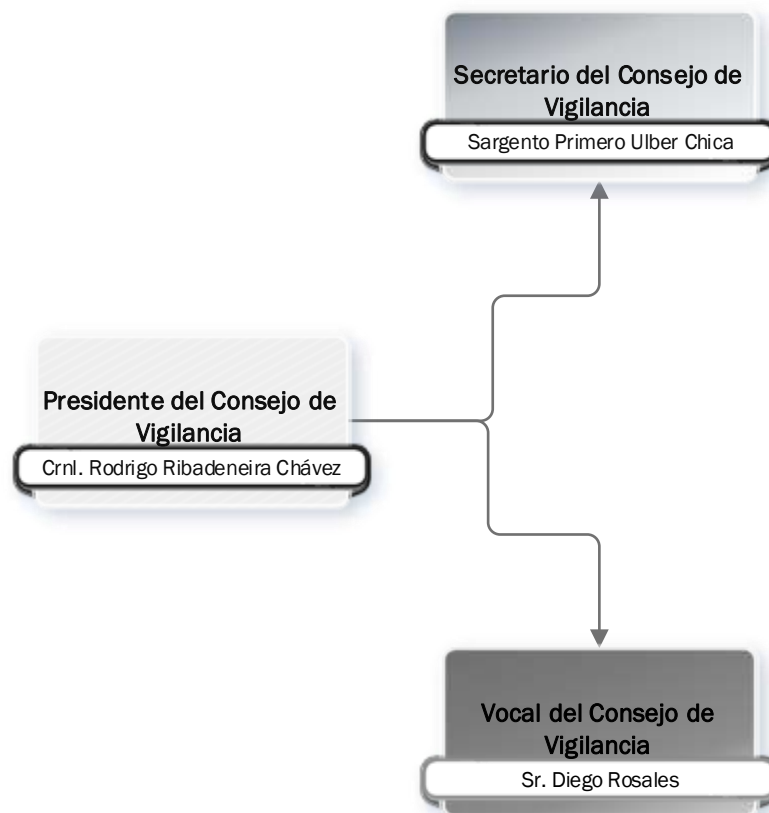 Secretario del Consejo de
Vigilancia
Sargento Primero Ulber Chica
Presidente del Consejo de
Vigilancia
Crnl. Rodrigo Ribadeneira Chávez
Vocal del Consejo de
Vigilancia
Sr. Diego Rosales